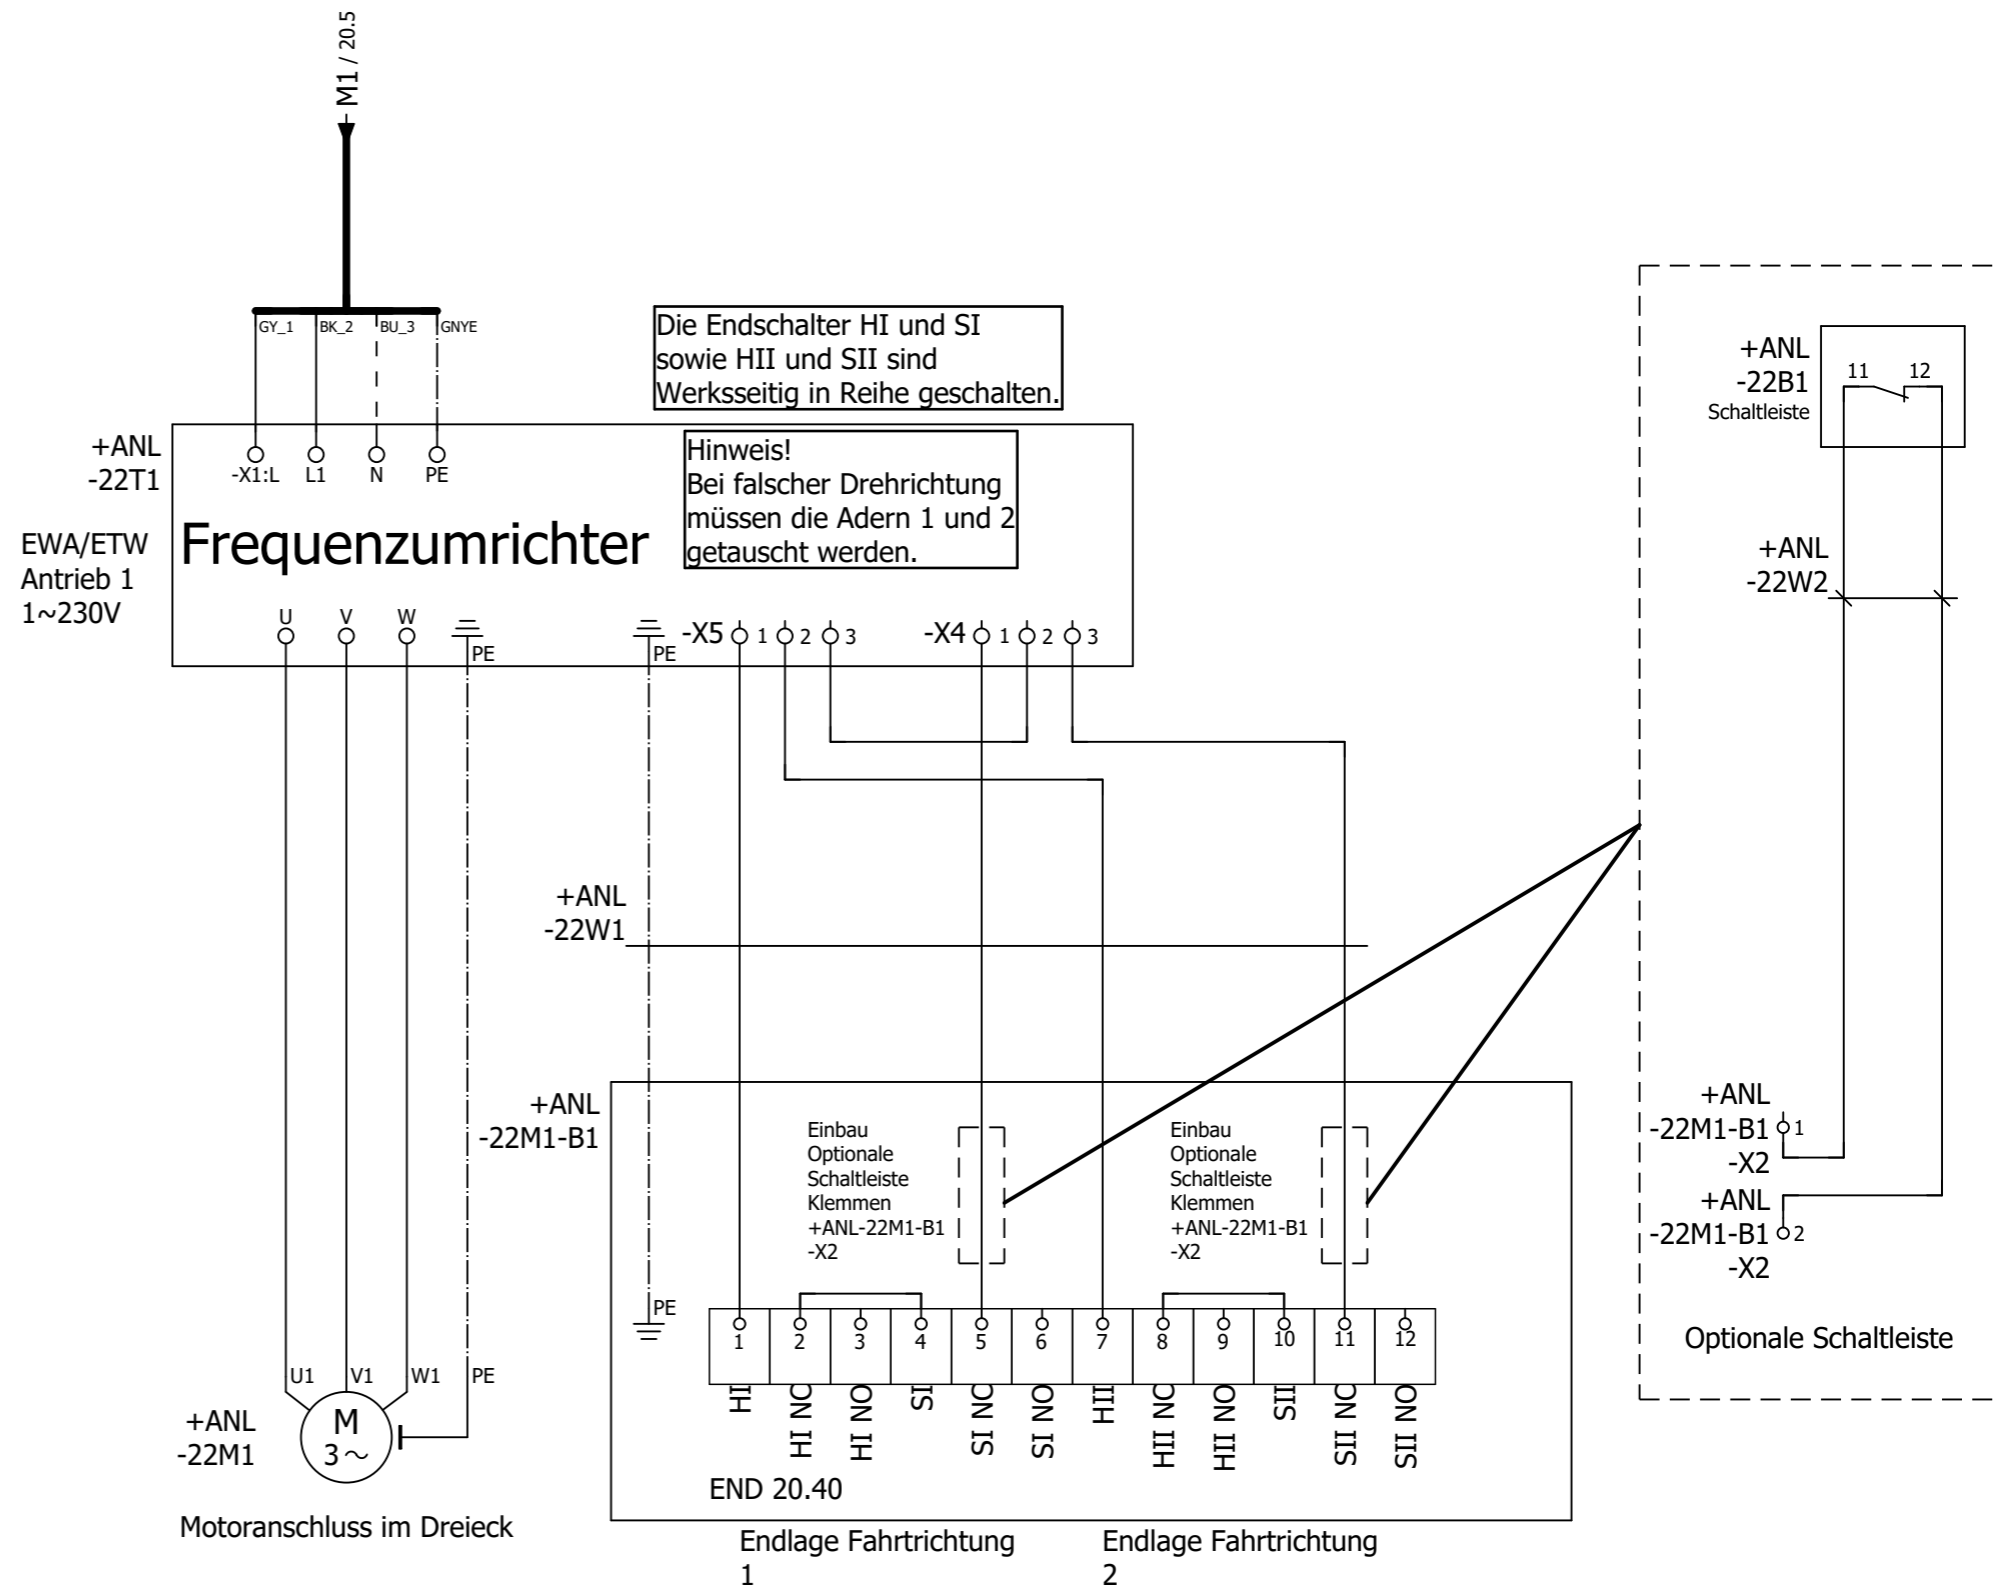 M1 / 20.5
GY_1 BK_2 BU_3 GNYE
Die Endschalter HI und SI
sowie HII und SII sind
Werksseitig in Reihe geschalten.
+ANL
-22T1
-X1:L L1 N PE
Hinweis!
Bei falscher Drehrichtung
müssen die Adern 1 und 2
getauscht werden.
EWA/ETW
Antrieb 1
1~230V
Frequenzumrichter
U V W PE PE -X5 1 2 3 -X4 1 2 3
+ANL
-22B1
Schaltleiste
11 12
+ANL
-22W2
+ANL
-22W1
+ANL
-22M1-B1
Einbau
Optionale
Schaltleiste
Klemmen
+ANL-22M1-B1
-X2
Einbau
Optionale
Schaltleiste
Klemmen
+ANL-22M1-B1
-X2
+ANL
-22M1-B1 1
-X2
+ANL
-22M1-B1 2
-X2
Optionale Schaltleiste
PE
1 2 3 4 5 6 7 8 9 10 11 12
HI
HI NC
HI NO
SI
SI NC
SI NO
HII
HII NC
HII NO
SII
SII NC
SII NO
U1 V1 W1 PE
+ANL
-22M1
M
3~
END 20.40
Motoranschluss im Dreieck
Endlage Fahrtrichtung
1
Endlage Fahrtrichtung
2